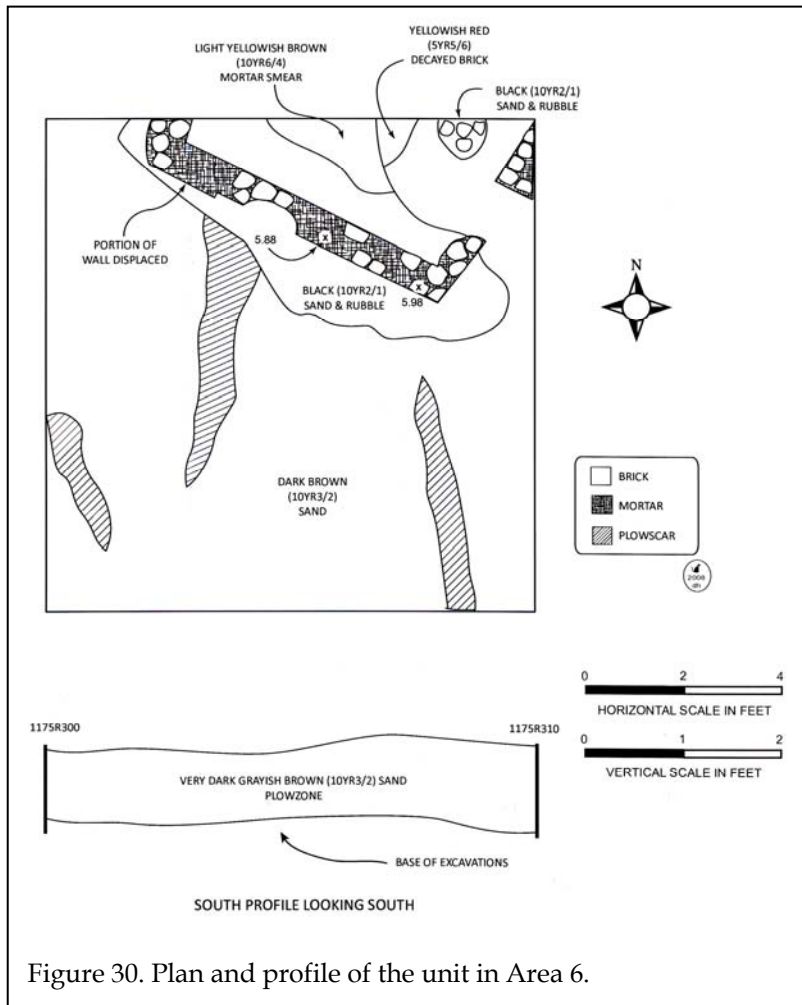 YELLOWISH RED
(5YR5/6)
DECAYED BRICK
LIGHT YELLOWISH BROWN
(10YR6/4)
MORTAR SMEAR
BLACK (10YR2/1)
SAND & RUBBLE
PORTION OF
WALL DISPLACED
5.88
x
x
BLACK (10YR2/1)
SAND & RUBBLE
5.98
N
DARK BROWN
(10YR3/2)
SAND
BRICK
MORTAR
PLOWSCAR
2008
dh
0 2 4
HORIZONTAL SCALE IN FEET
0 1 2
VERTICAL SCALE IN FEET
1175R300
1175R310
VERY DARK GRAYISH BROWN (10YR3/2) SAND
PLOWZONE
BASE OF EXCAVATIONS
SOUTH PROFILE LOOKING SOUTH
Figure 30. Plan and profile of the unit in Area 6.